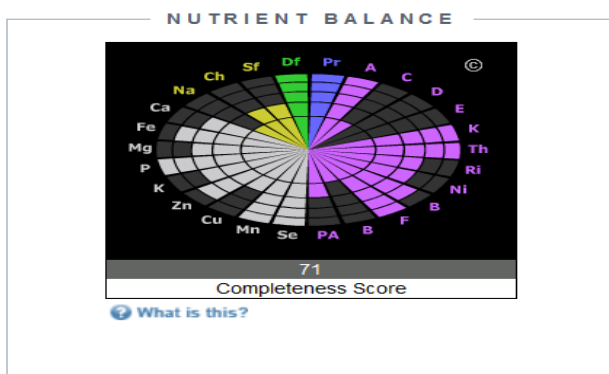 NUTRIENT BALANCE
©
Df Pr A C D E K Th Ri Ni B F B PA Se Mn Cu Zn K P Mg Fe Ca Na Ch Sf
71
Completeness Score
? What is this?